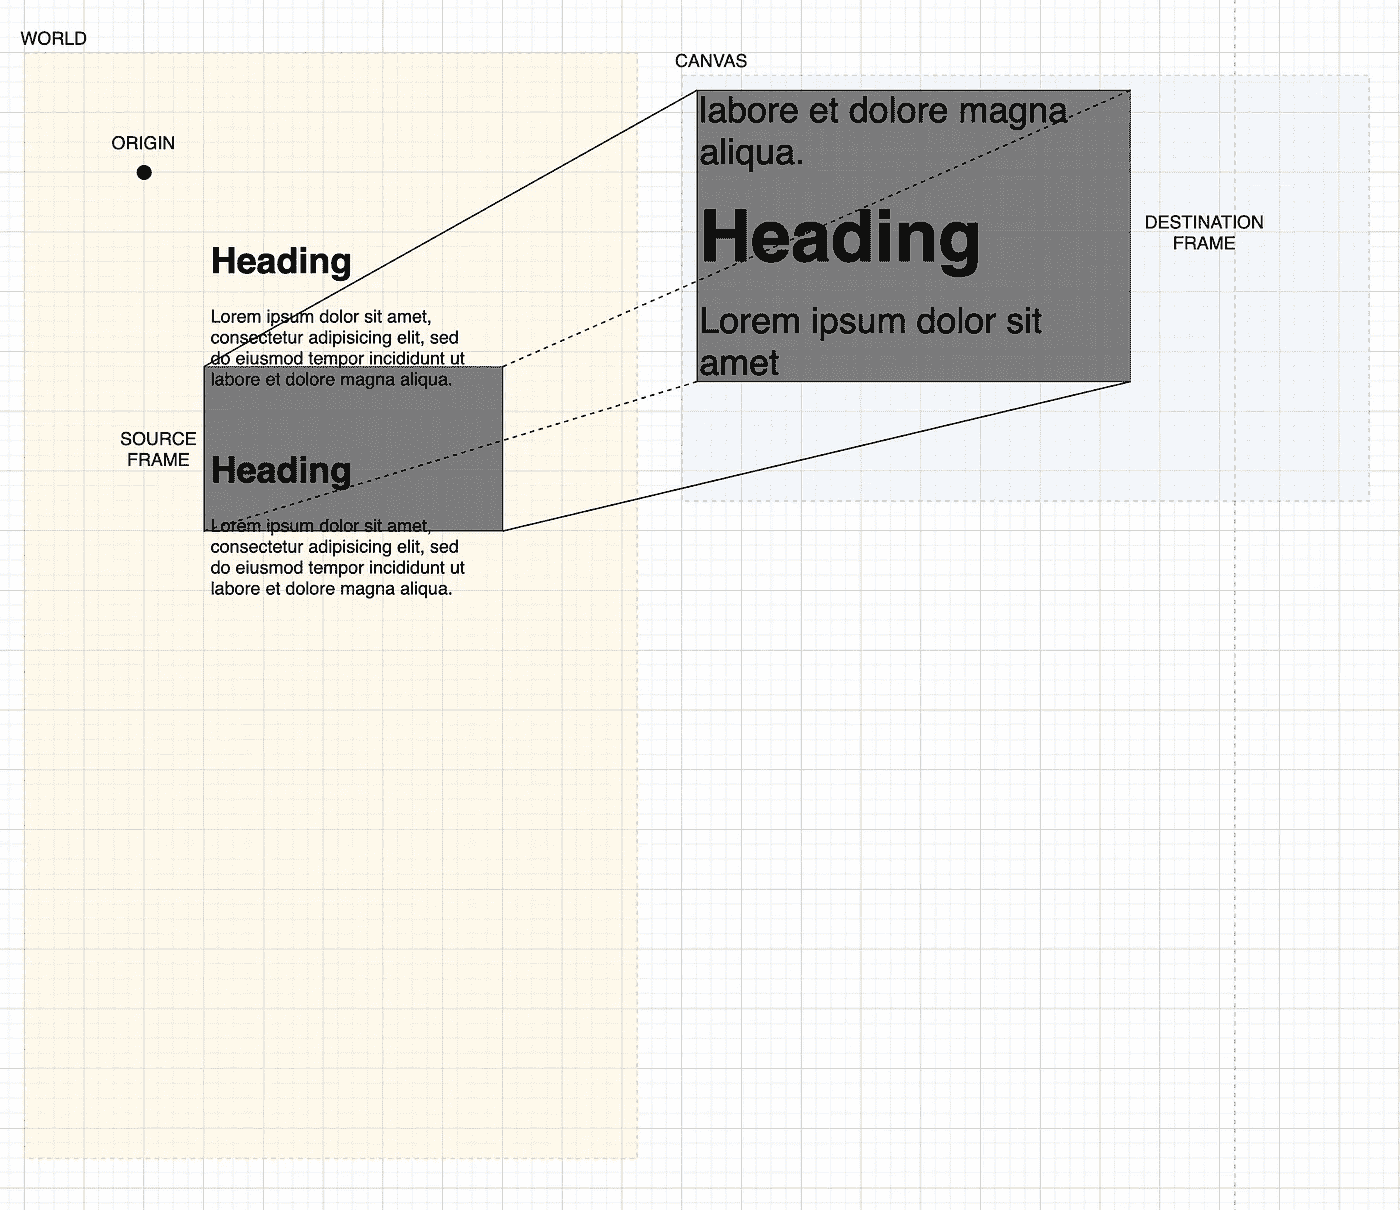 WORLD
ORIGIN
Heading
Lorem ipsum dolor sit amet,
consectetur adipisicing elit, sed
do eiusmod tempor incididunt ut
labore et dolore magna aliqua.
SOURCE
FRAME
Heading
Lorem ipsum dolor sit amet,
consectetur adipisicing elit, sed
do eiusmod tempor incididunt ut
labore et dolore magna aliqua.
CANVAS
labore et dolore magna
aliqua.
Heading
Lorem ipsum dolor sit
amet
DESTINATION
FRAME